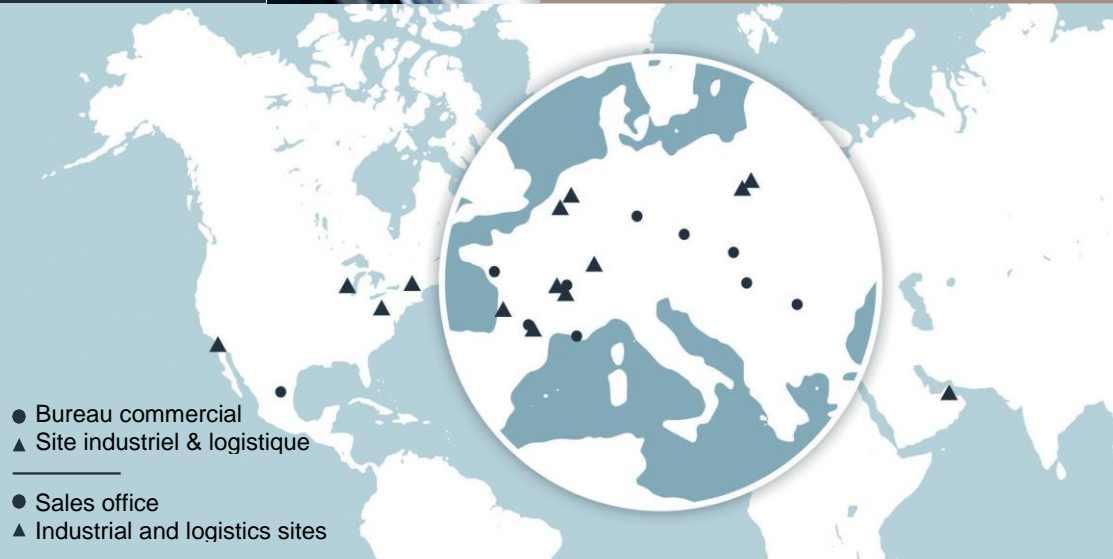 Bureau commercial
Site industriel & logistique
Sales office
Industrial and logistics sites